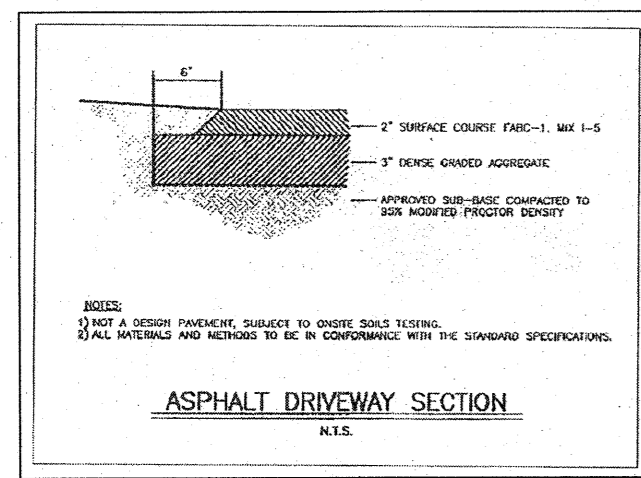 6"
2" SURFACE COURSE FABC-1, MIX I-5
3" DENSE GRADED AGGREGATE
APPROVED SUB-BASE COMPACTED TO
95% MODIFIED PROCTOR DENSITY
NOTES:
1) NOT A DESIGN PAVEMENT, SUBJECT TO ONSITE SOILS TESTING.
2) ALL MATERIALS AND METHODS TO BE IN CONFORMANCE WITH THE STANDARD SPECIFICATIONS.
ASPHALT DRIVEWAY SECTION
N.T.S.